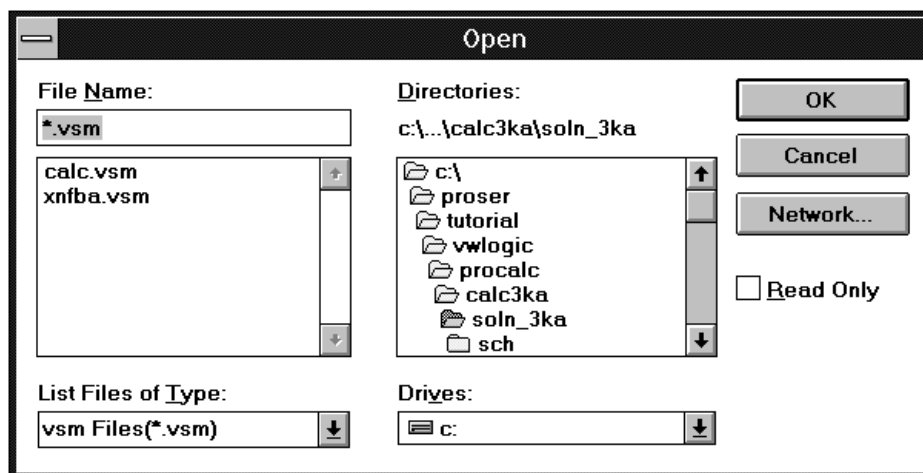 Open
File Name:
*.vsm
calc.vsm
xnfba.vsm
List Files of Type:
vsm Files(*.vsm)
Directories:
c:\...\calc3ka\soln_3ka
c:\
proser
tutorial
vwlogic
procalc
calc3ka
soln_3ka
sch
Drives:
c:
OK
Cancel
Network...
Read Only